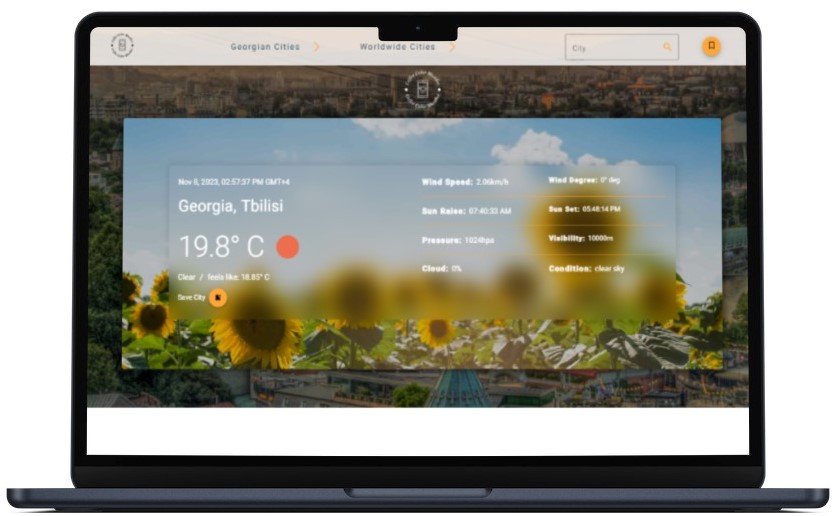 Georgian Cities
Worldwide Cities
City
Nov 8, 2023, 02:57:37 PM GMT+4
Georgia, Tbilisi
19.8° C
Clear / feels like: 18.85° C
Save City
Wind Speed: 2.06km/h
Wind Degree: 0° deg
Sun Raise: 07:40:33 AM
Sun Set: 05:48:14 PM
Pressure: 1024hpa
Visibility: 10000m
Cloud: 0%
Condition: clear sky